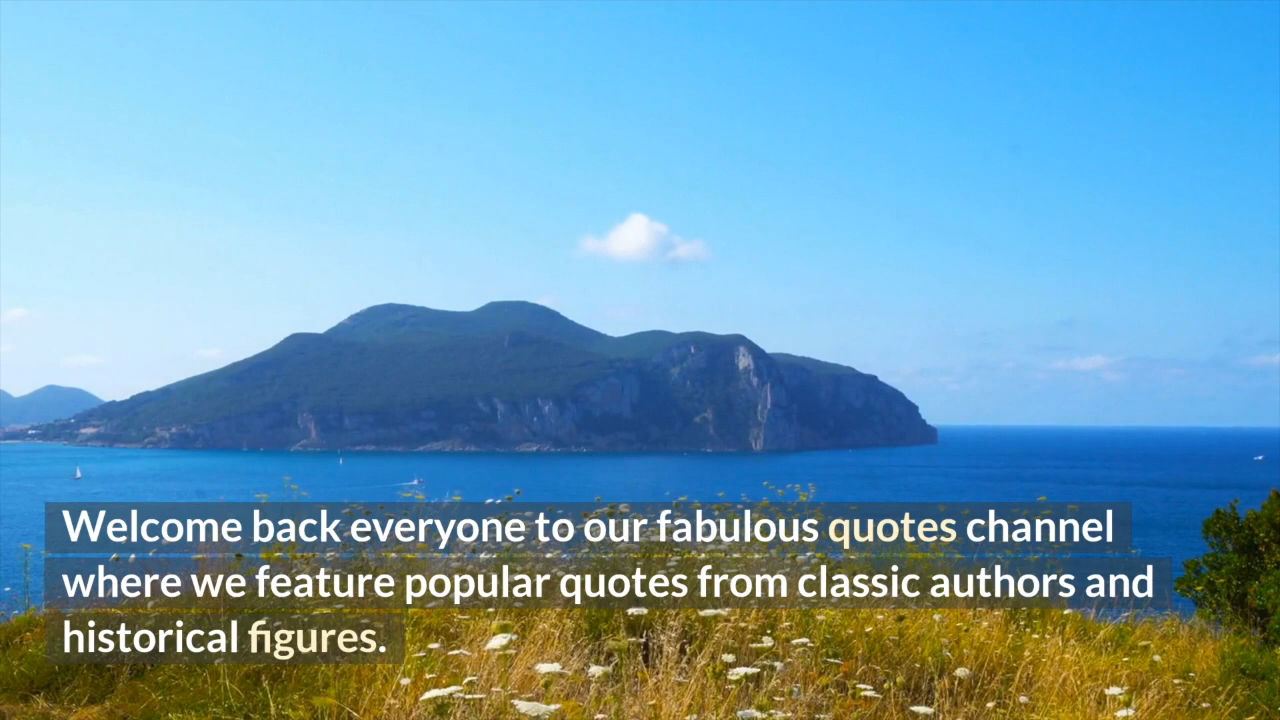 Welcome back everyone to our fabulous quotes channel
where we feature popular quotes from classic authors and
historical figures.